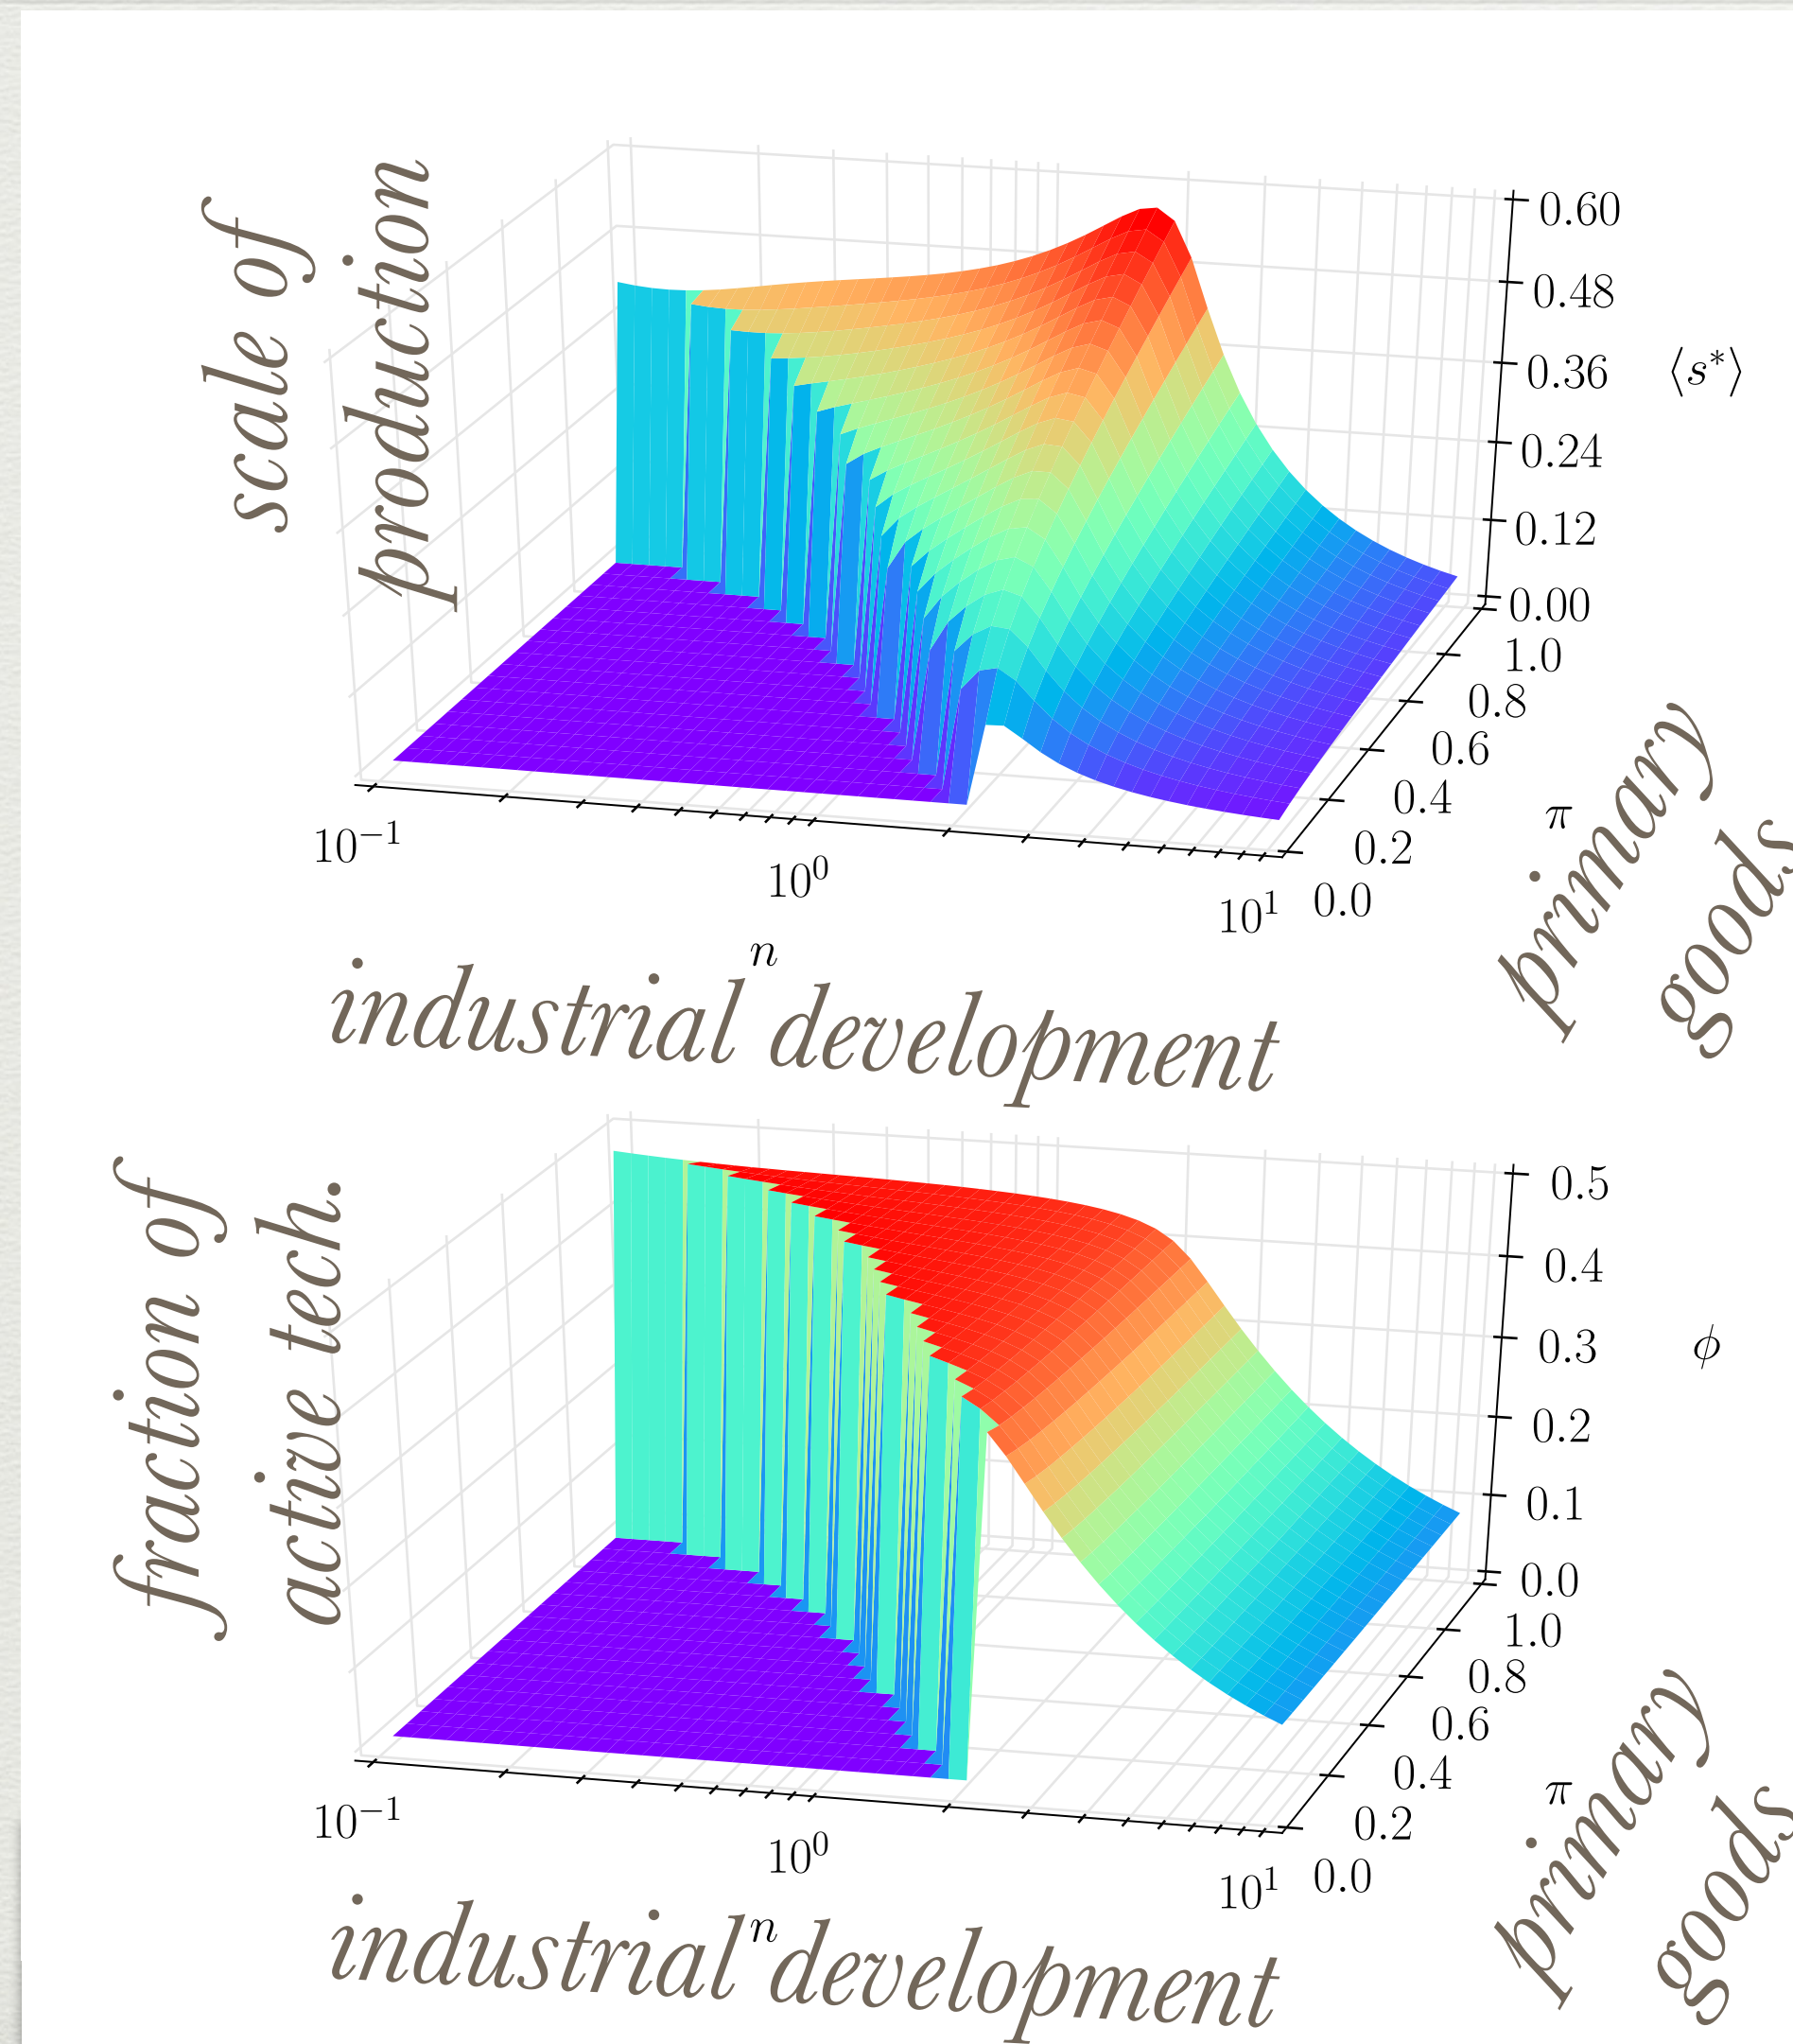 scale of
production
0.60
0.48
0.36
0.24
0.12
0.00
⟨s*⟩
1.0
0.8
0.6
0.4
0.2
0.0
π
primary
goods
10⁻¹
10⁰
10¹
n
industrial development
fraction of
active tech.
0.5
0.4
0.3
0.2
0.1
0.0
ϕ
1.0
0.8
0.6
0.4
0.2
0.0
π
primary
goods
10⁻¹
10⁰
10¹
n
industrial development